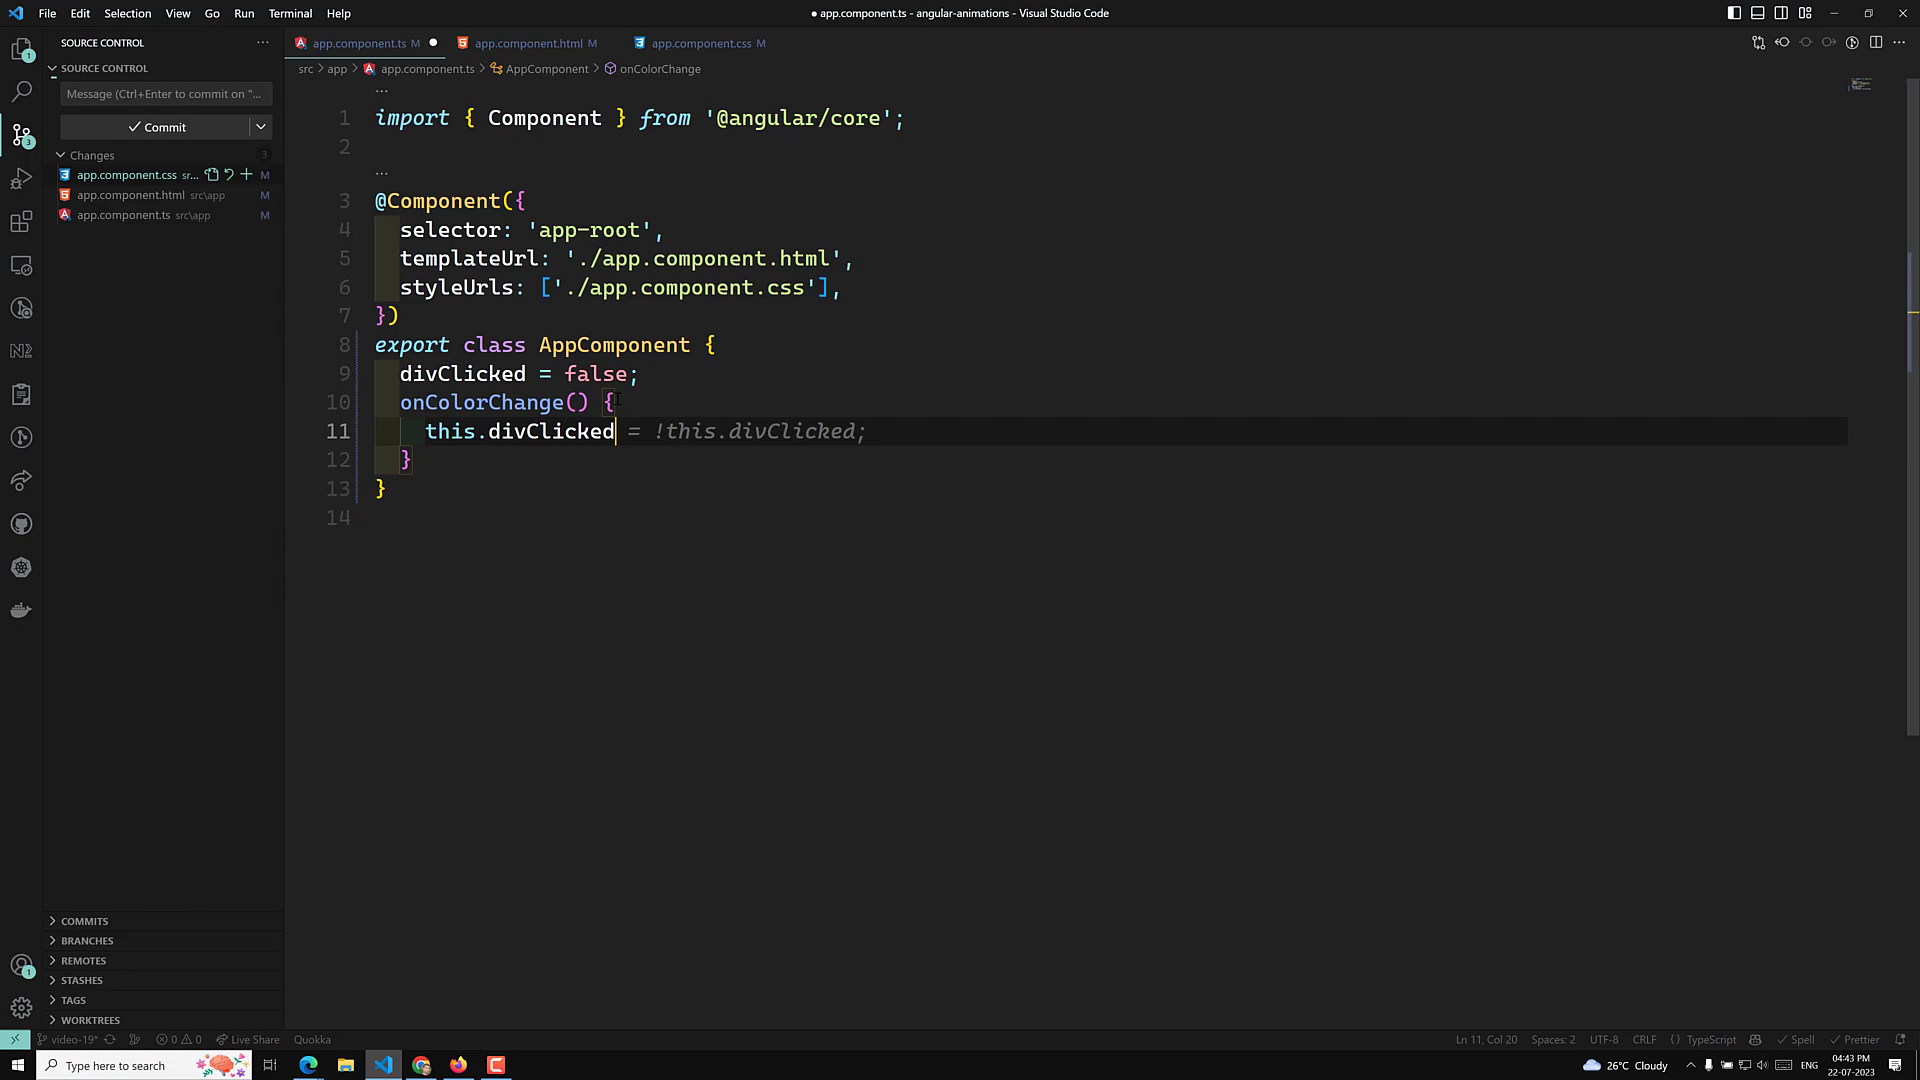 File Edit Selection View Go Run Terminal Help
● app.component.ts - angular-animations - Visual Studio Code
SOURCE CONTROL
app.component.ts M
app.component.html M
app.component.css M
SOURCE CONTROL
src > app > app.component.ts > AppComponent > onColorChange
Message (Ctrl+Enter to commit on "...
Commit
Changes 3
app.component.css sr... M
app.component.html src\app M
app.component.ts src\app M
1 import { Component } from '@angular/core';
2
3 @Component({
4 selector: 'app-root',
5 templateUrl: './app.component.html',
6 styleUrls: ['./app.component.css'],
7 })
8 export class AppComponent {
9 divClicked = false;
10 onColorChange() {
11 this.divClicked = !this.divClicked;
12 }
13 }
14
COMMITS
BRANCHES
REMOTES
STASHES
TAGS
WORKTREES
video-19* 0 0 Live Share Quokka
Ln 11, Col 20 Spaces: 2 UTF-8 CRLF {} TypeScript Spell Prettier
Type here to search
26°C Cloudy
ENG
04:43 PM
22-07-2023